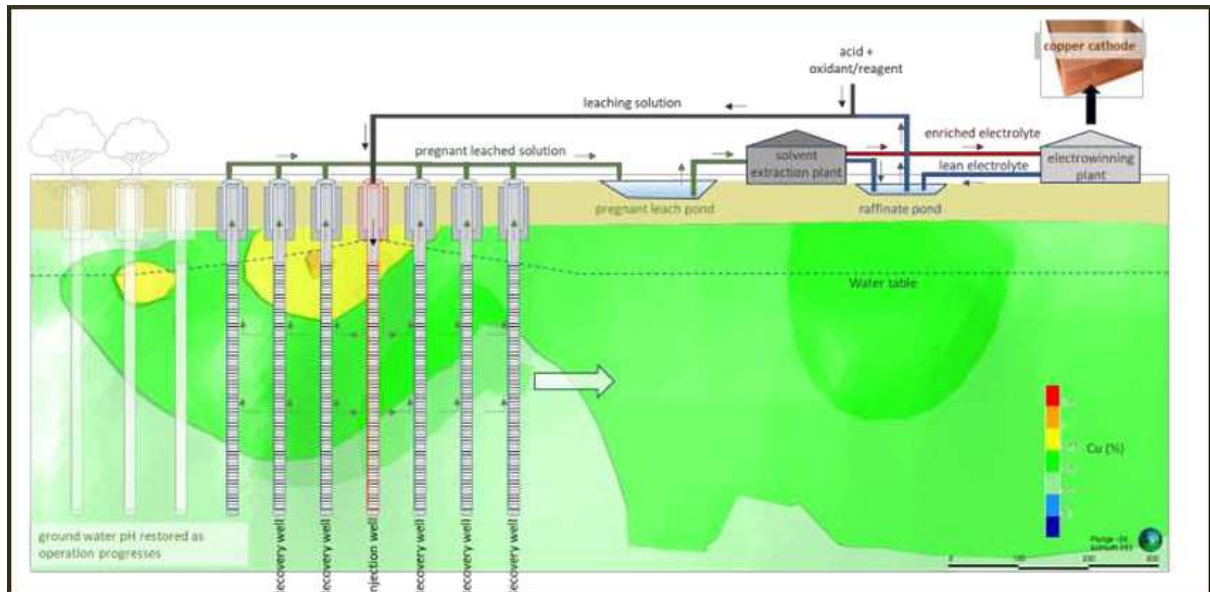 copper cathode
acid +
oxidant/reagent
leaching solution
enriched electrolyte
pregnant leached solution
solvent
extraction plant
lean electrolyte
electrowinning
plant
pregnant leach pond
raffinate pond
Water table
Cu (%)
ground water pH restored as
operation progresses
recovery well
recovery well
injection well
recovery well
recovery well
recovery well